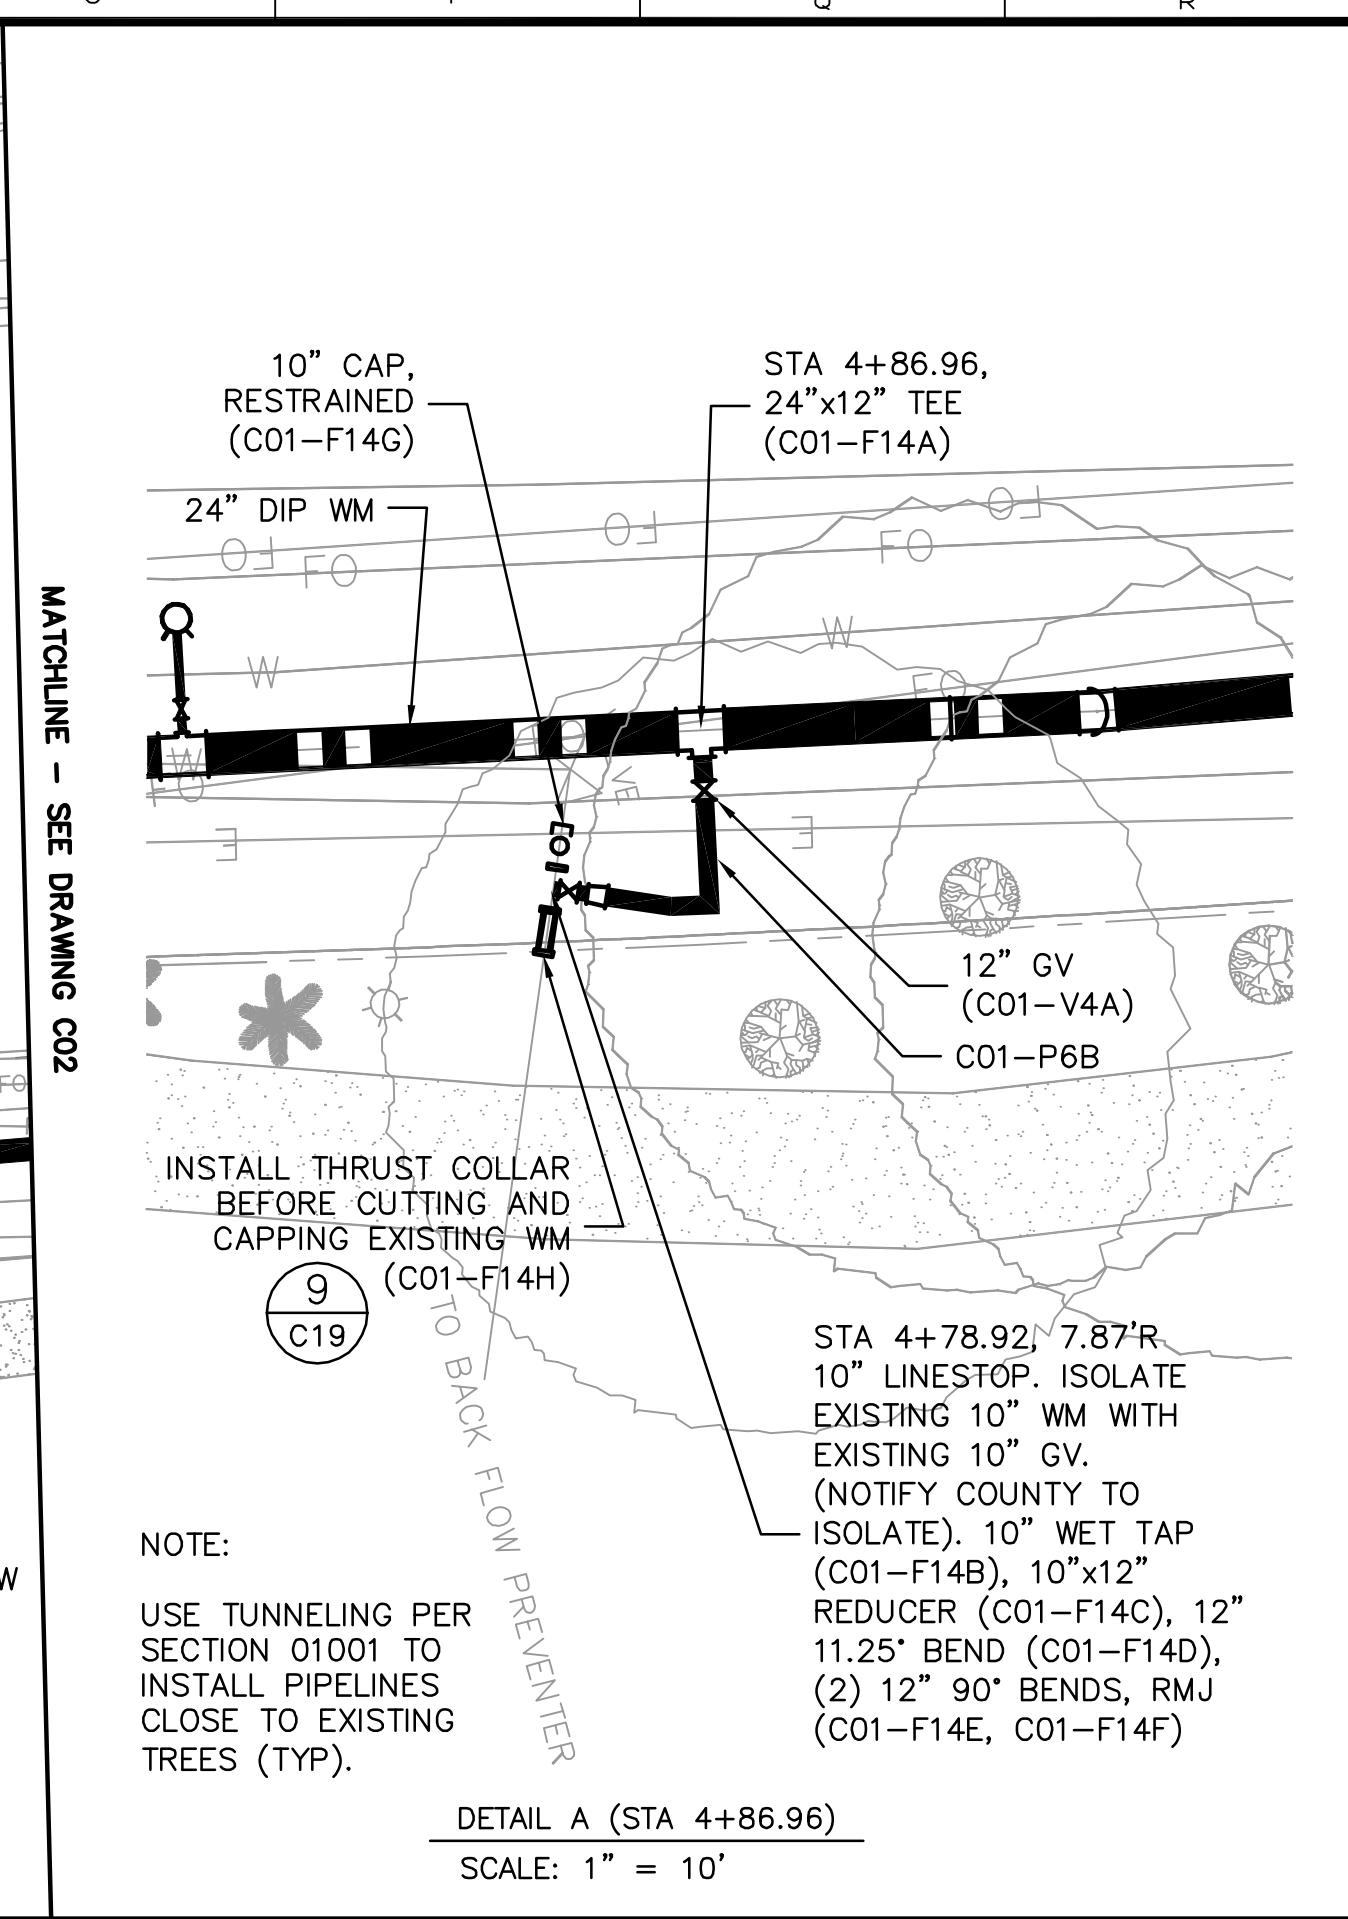 Q
R
10” CAP,
RESTRAINED
(C01–F14G)
STA 4+86.96,
24”x12” TEE
(C01–F14A)
24” DIP WM
FO
FO
FO
FO
FO
W
W
FO
W
FO
VE
E
E
MATCHLINE – SEE DRAWING C02
12” GV
(C01–V4A)
C01–P6B
FO
INSTALL THRUST COLLAR
BEFORE CUTTING AND
CAPPING EXISTING WM
(C01–F14H)
9
C19
TO BACK FLOW PREVENTER
STA 4+78.92, 7.87'R
10” LINESTOP. ISOLATE
EXISTING 10” WM WITH
EXISTING 10” GV.
(NOTIFY COUNTY TO
ISOLATE). 10” WET TAP
(C01–F14B), 10”x12”
REDUCER (C01–F14C), 12”
11.25° BEND (C01–F14D),
(2) 12” 90° BENDS, RMJ
(C01–F14E, C01–F14F)
W
NOTE:
USE TUNNELING PER
SECTION 01001 TO
INSTALL PIPELINES
CLOSE TO EXISTING
TREES (TYP).
DETAIL A (STA 4+86.96)
SCALE: 1” = 10'